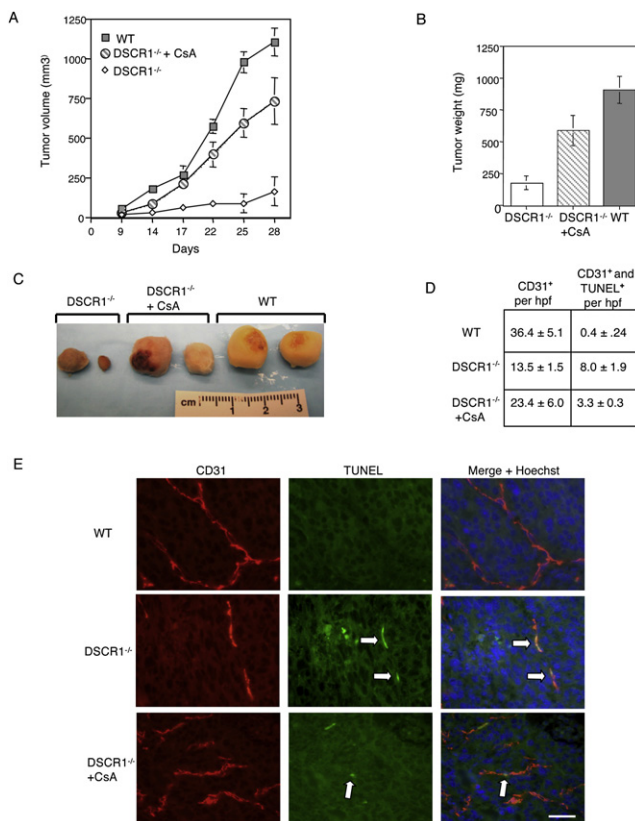 A
WT
DSCR1-/- + CsA
DSCR1-/-
Tumor volume (mm3)
1250
1000
750
500
250
0
0 9 14 17 22 25 28
Days
B
Tumor weight (mg)
1250
1000
750
500
250
0
DSCR1-/- DSCR1-/- WT
+CsA
C
DSCR1-/-
DSCR1-/-
+ CsA
WT
cm 1 2 3
D
CD31+
per hpf
CD31+ and
TUNEL+
per hpf
WT 36.4 ± 5.1 0.4 ± .24
DSCR1-/- 13.5 ± 1.5 8.0 ± 1.9
DSCR1-/-
+CsA 23.4 ± 6.0 3.3 ± 0.3
E
CD31 TUNEL Merge + Hoechst
WT
DSCR1-/-
DSCR1-/-
+CsA